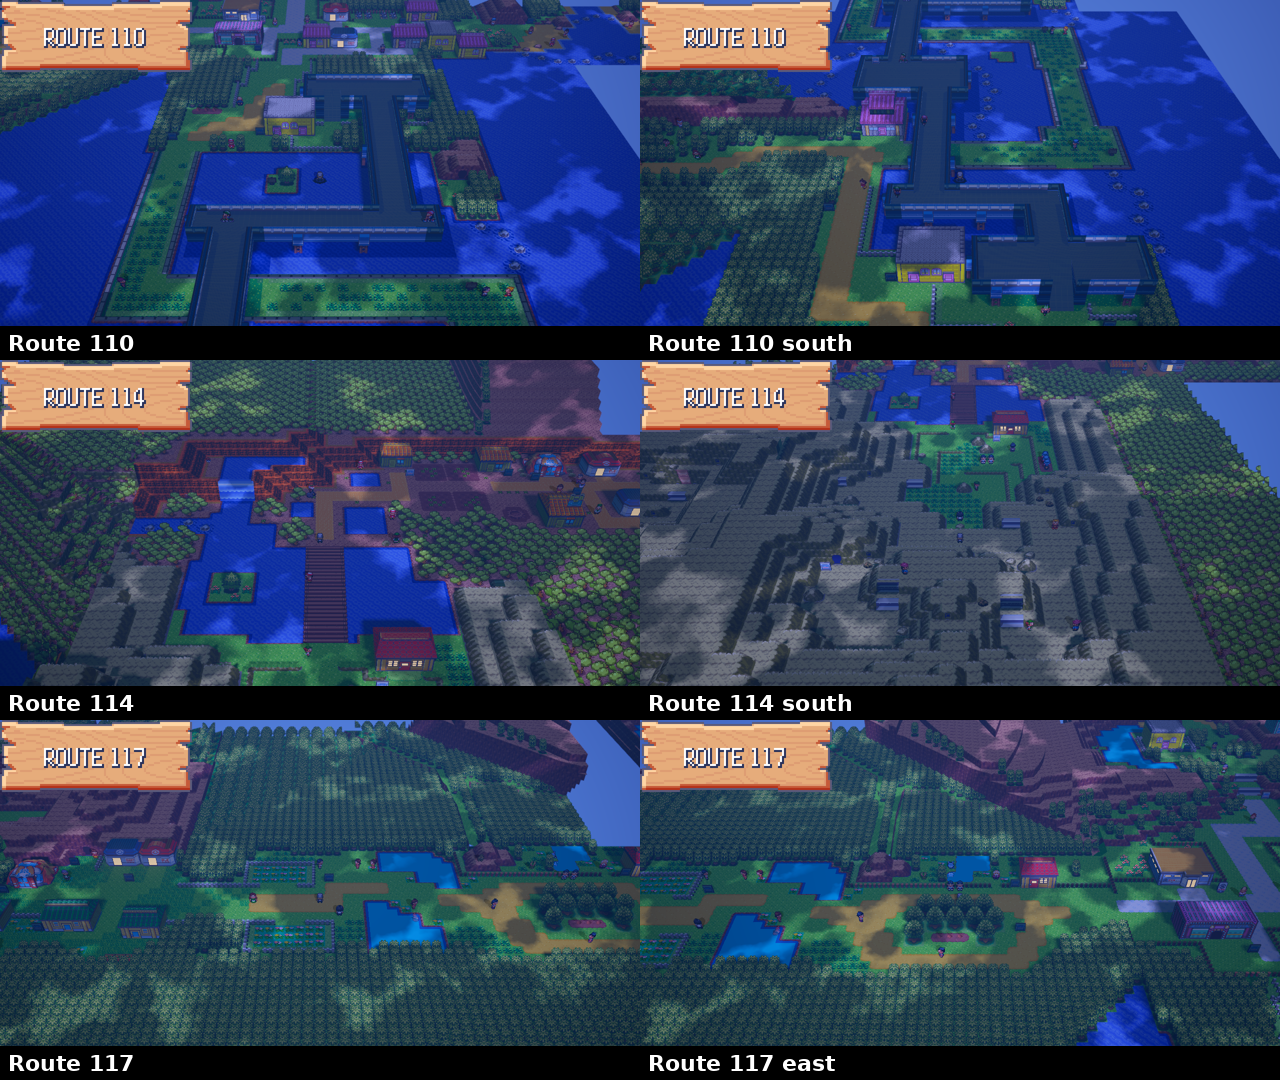 ROUTE 110
ROUTE 110
Route 110
Route 110 south
ROUTE 114
ROUTE 114
Route 114
Route 114 south
ROUTE 117
ROUTE 117
Route 117
Route 117 east